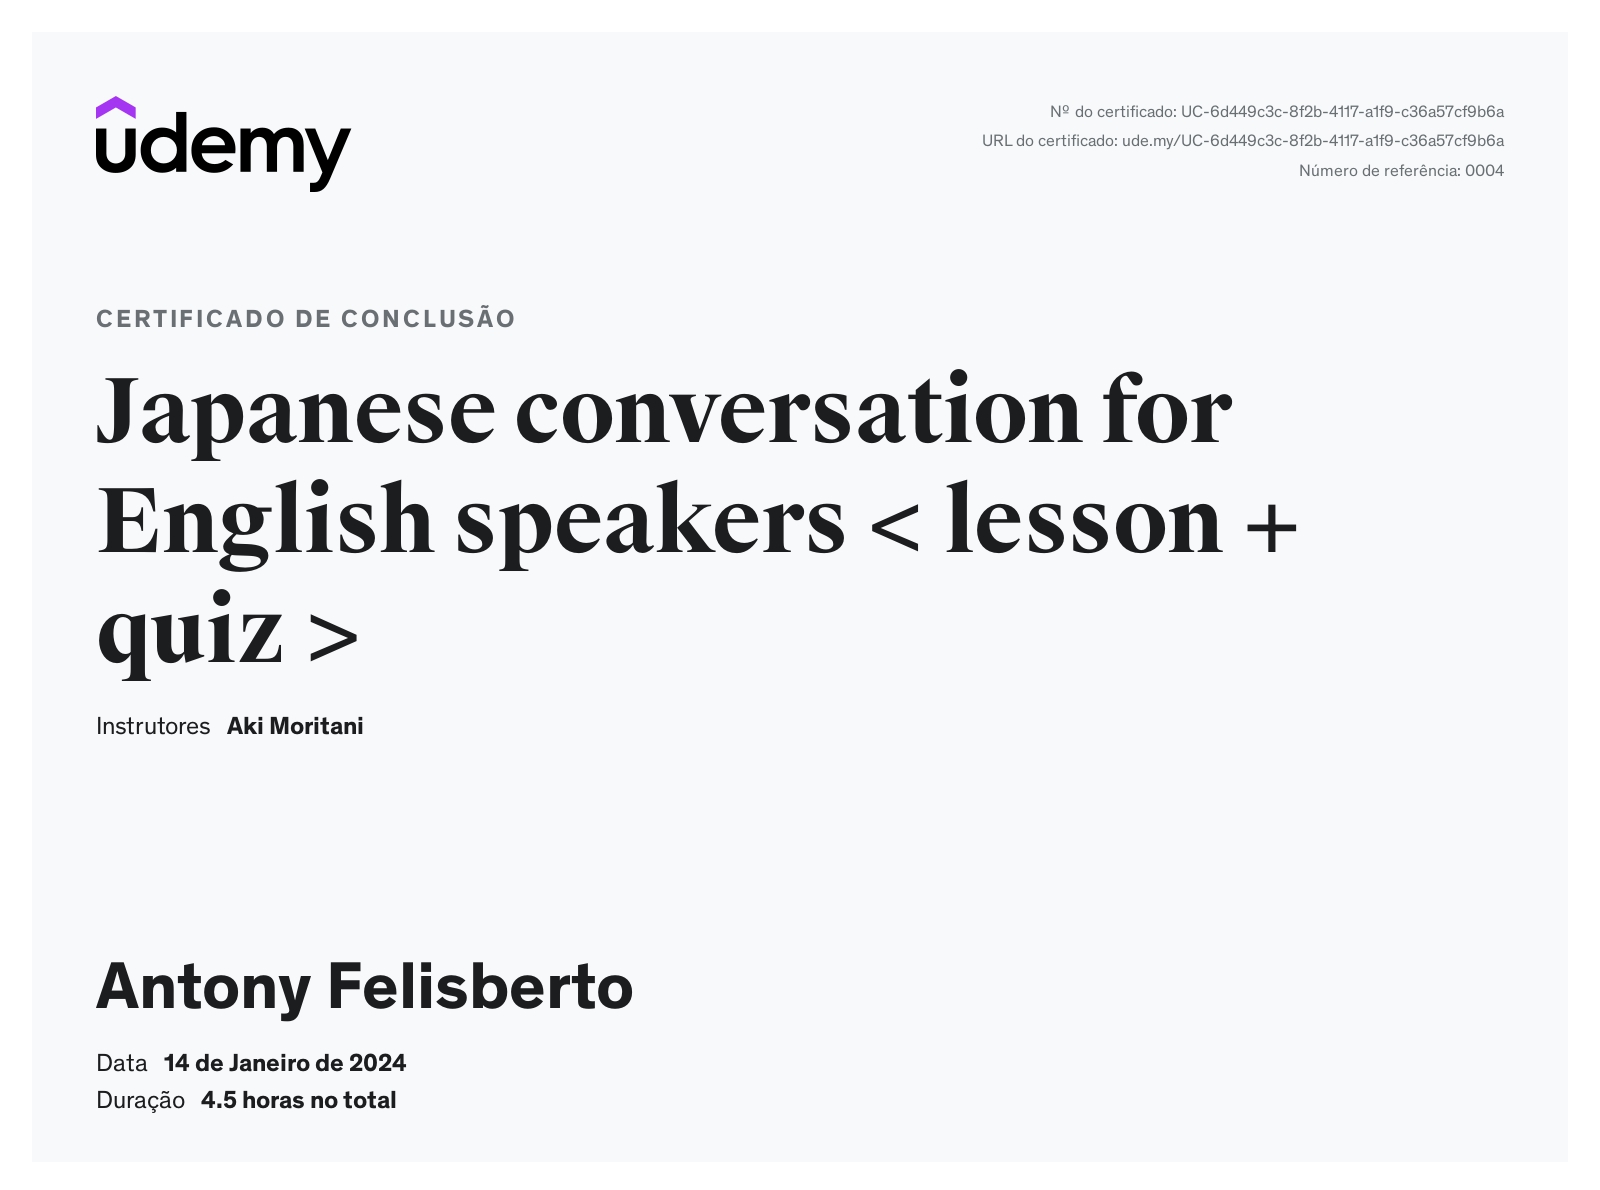 udemy
Nº do certificado: UC-6d449c3c-8f2b-4117-a1f9-c36a57cf9b6a
URL do certificado: ude.my/UC-6d449c3c-8f2b-4117-a1f9-c36a57cf9b6a
Número de referência: 0004
CERTIFICADO DE CONCLUSÃO
Japanese conversation for
English speakers < lesson +
quiz >
Instrutores Aki Moritani
Antony Felisberto
Data 14 de Janeiro de 2024
Duração 4.5 horas no total